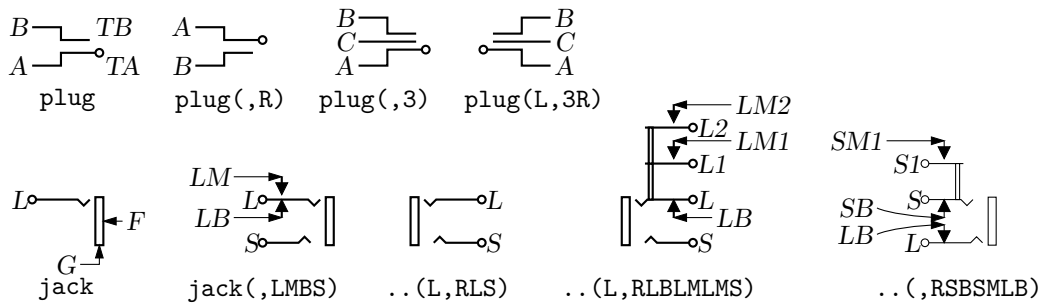 B TB A B B
C C
A TA B A A
plug plug(,R) plug(,3) plug(L,3R)
LM2
L2
LM1 SM1
L1 S1
LM
L L L L S
F LB LB SB
S S S LB
L
G
jack jack(,LMBS) ..(L,RLS) ..(L,RLBLMLMS) ..(,RSBSMLB)